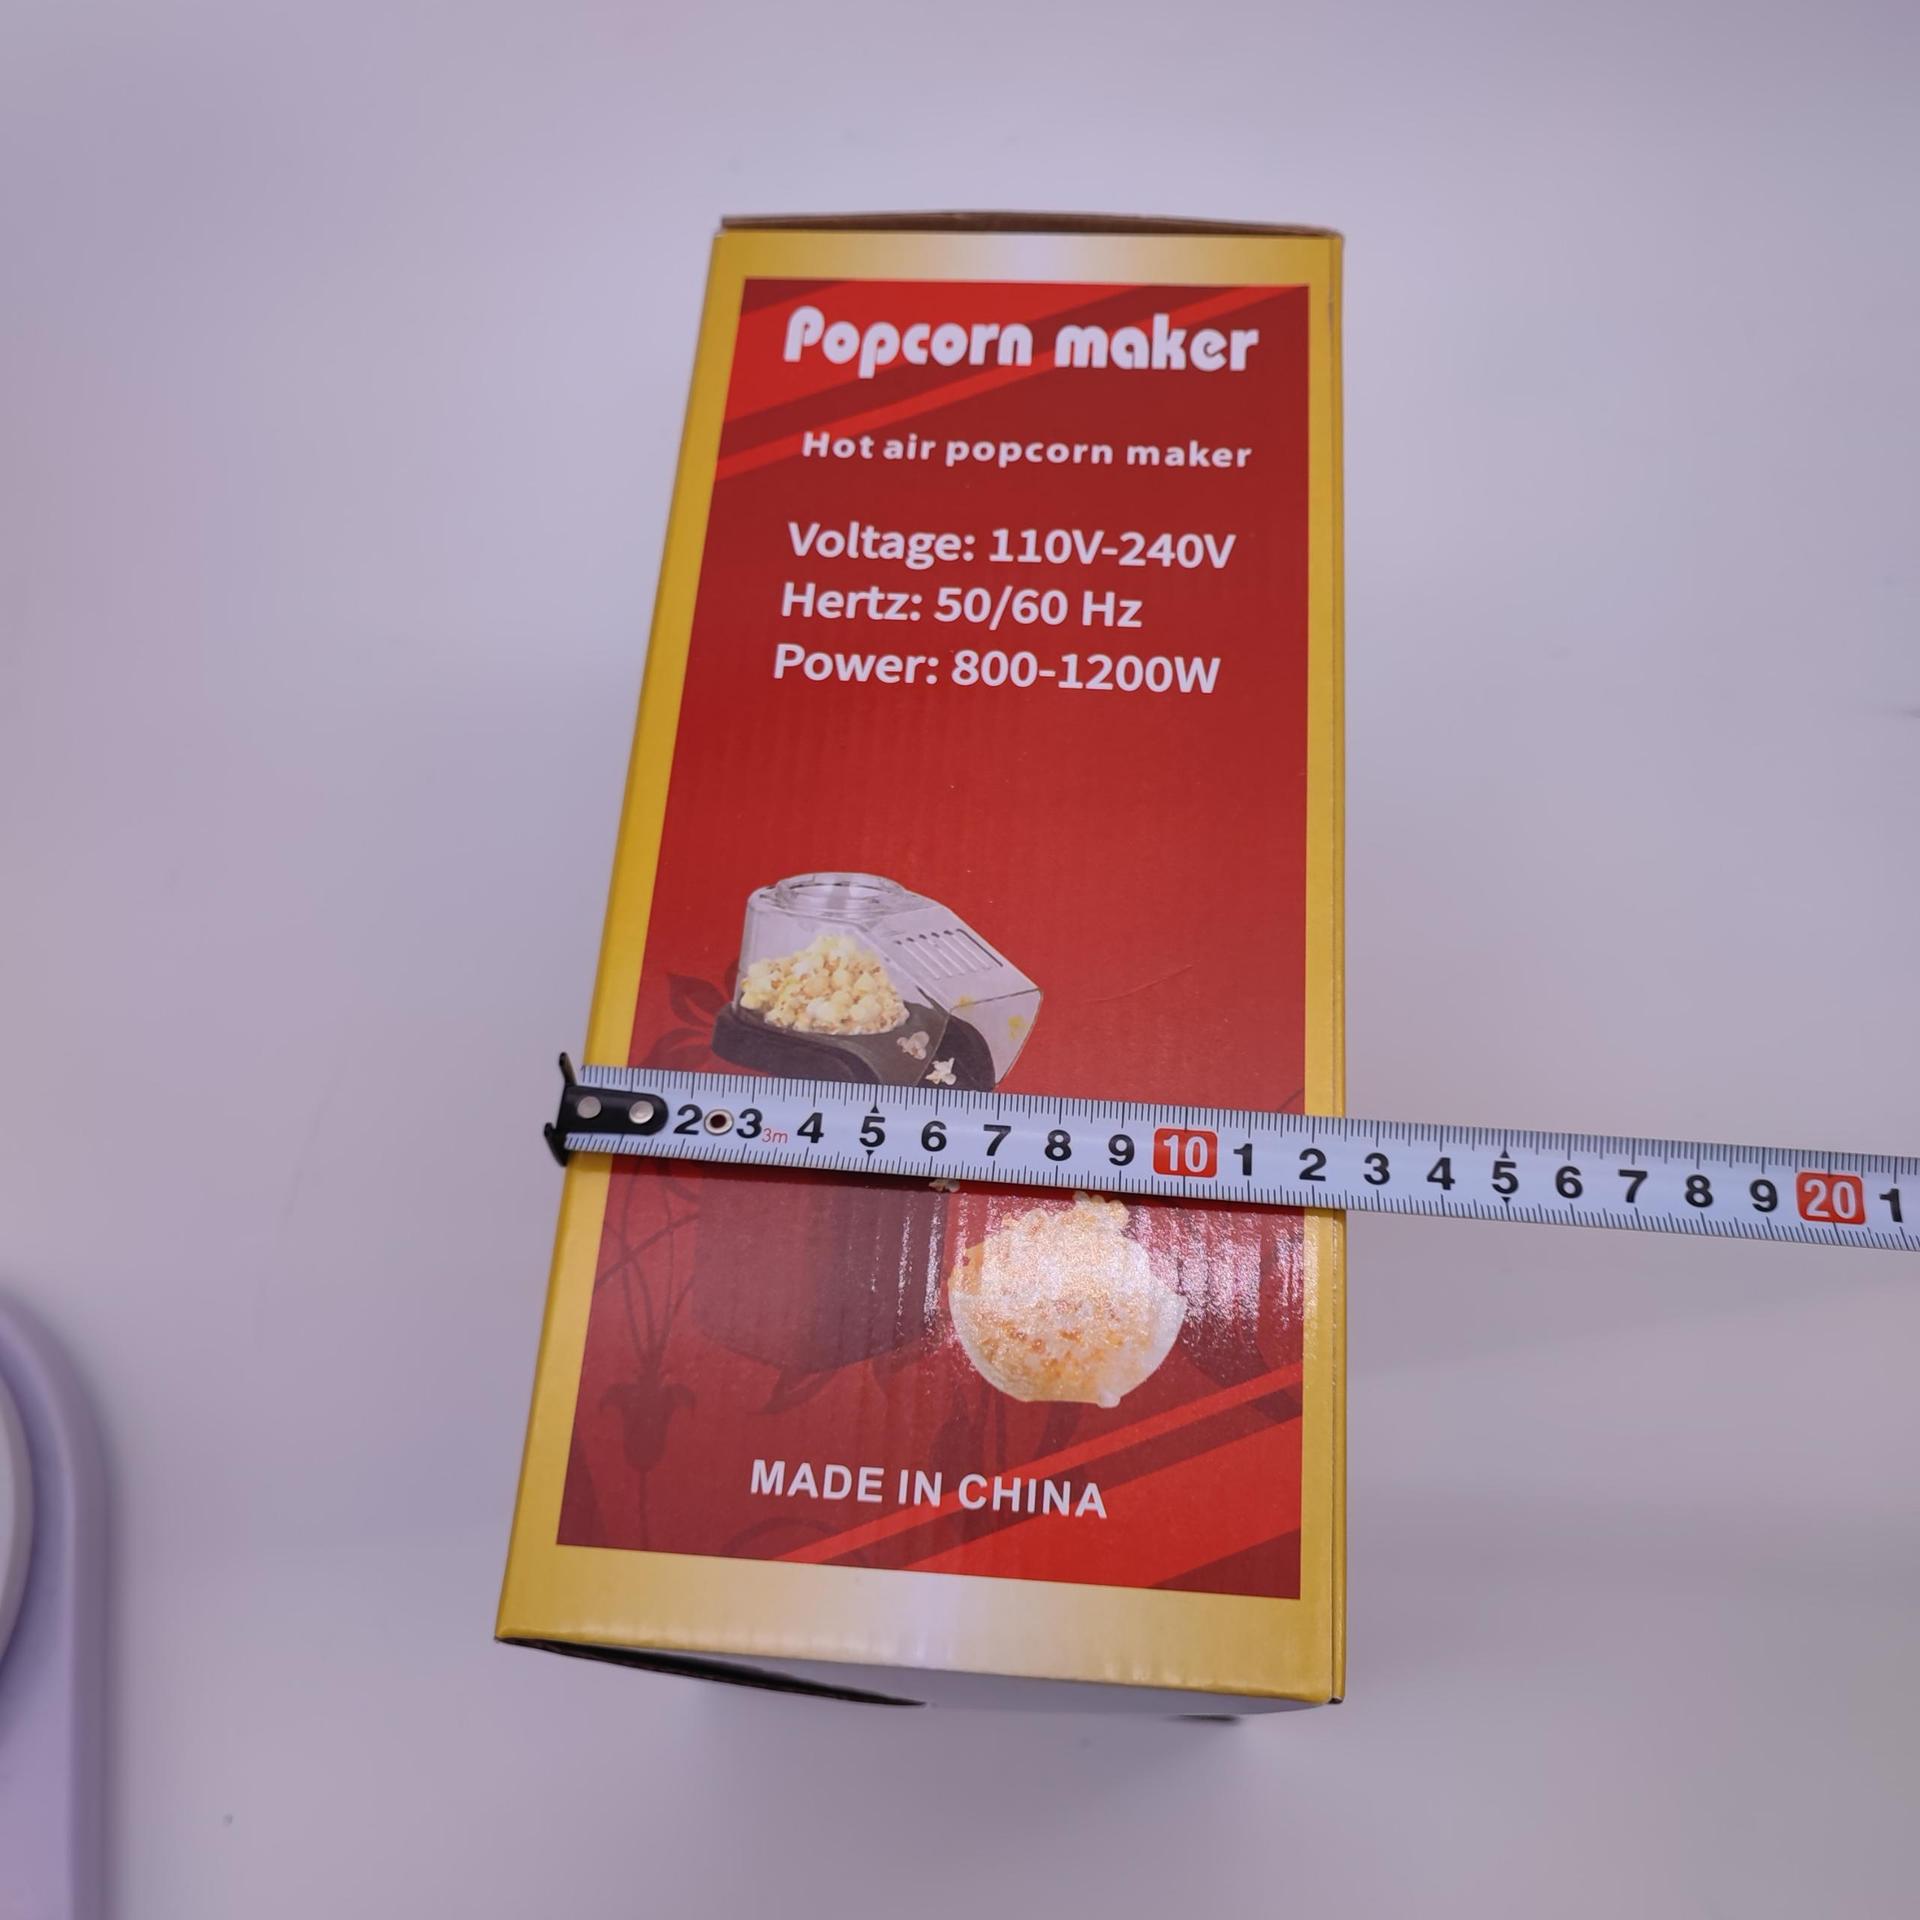 Popcorn maker
Hot air popcorn maker
Voltage: 110V-240V
Hertz: 50/60 Hz
Power: 800-1200W
2 3 3m 4 5 6 7 8 9 10 1 2 3 4 5 6 7 8 9 20 1
MADE IN CHINA